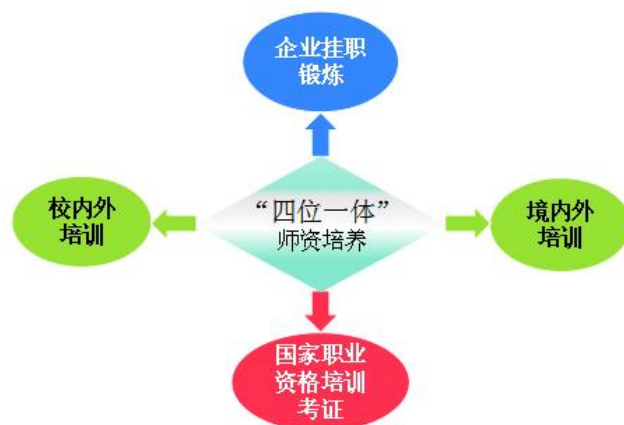 企业挂职
锻炼
校内外
培训
“四位一体”
师资培养
境内外
培训
国家职业
资格培训
考证